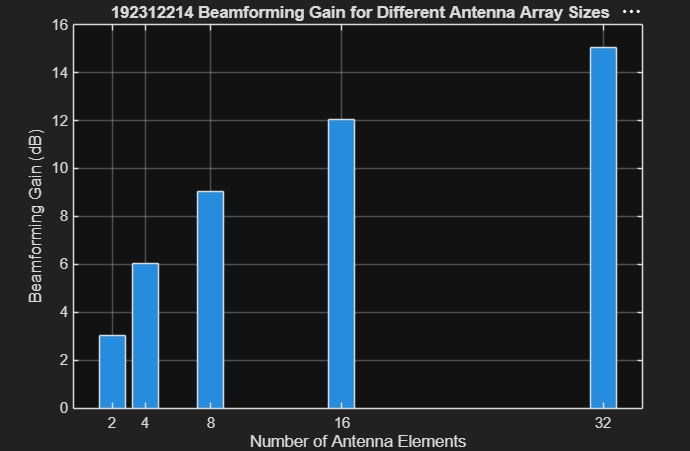 192312214 Beamforming Gain for Different Antenna Array Sizes ...
16
14
12
10
8
6
4
2
0
Beamforming Gain (dB)
2 4 8 16 32
Number of Antenna Elements